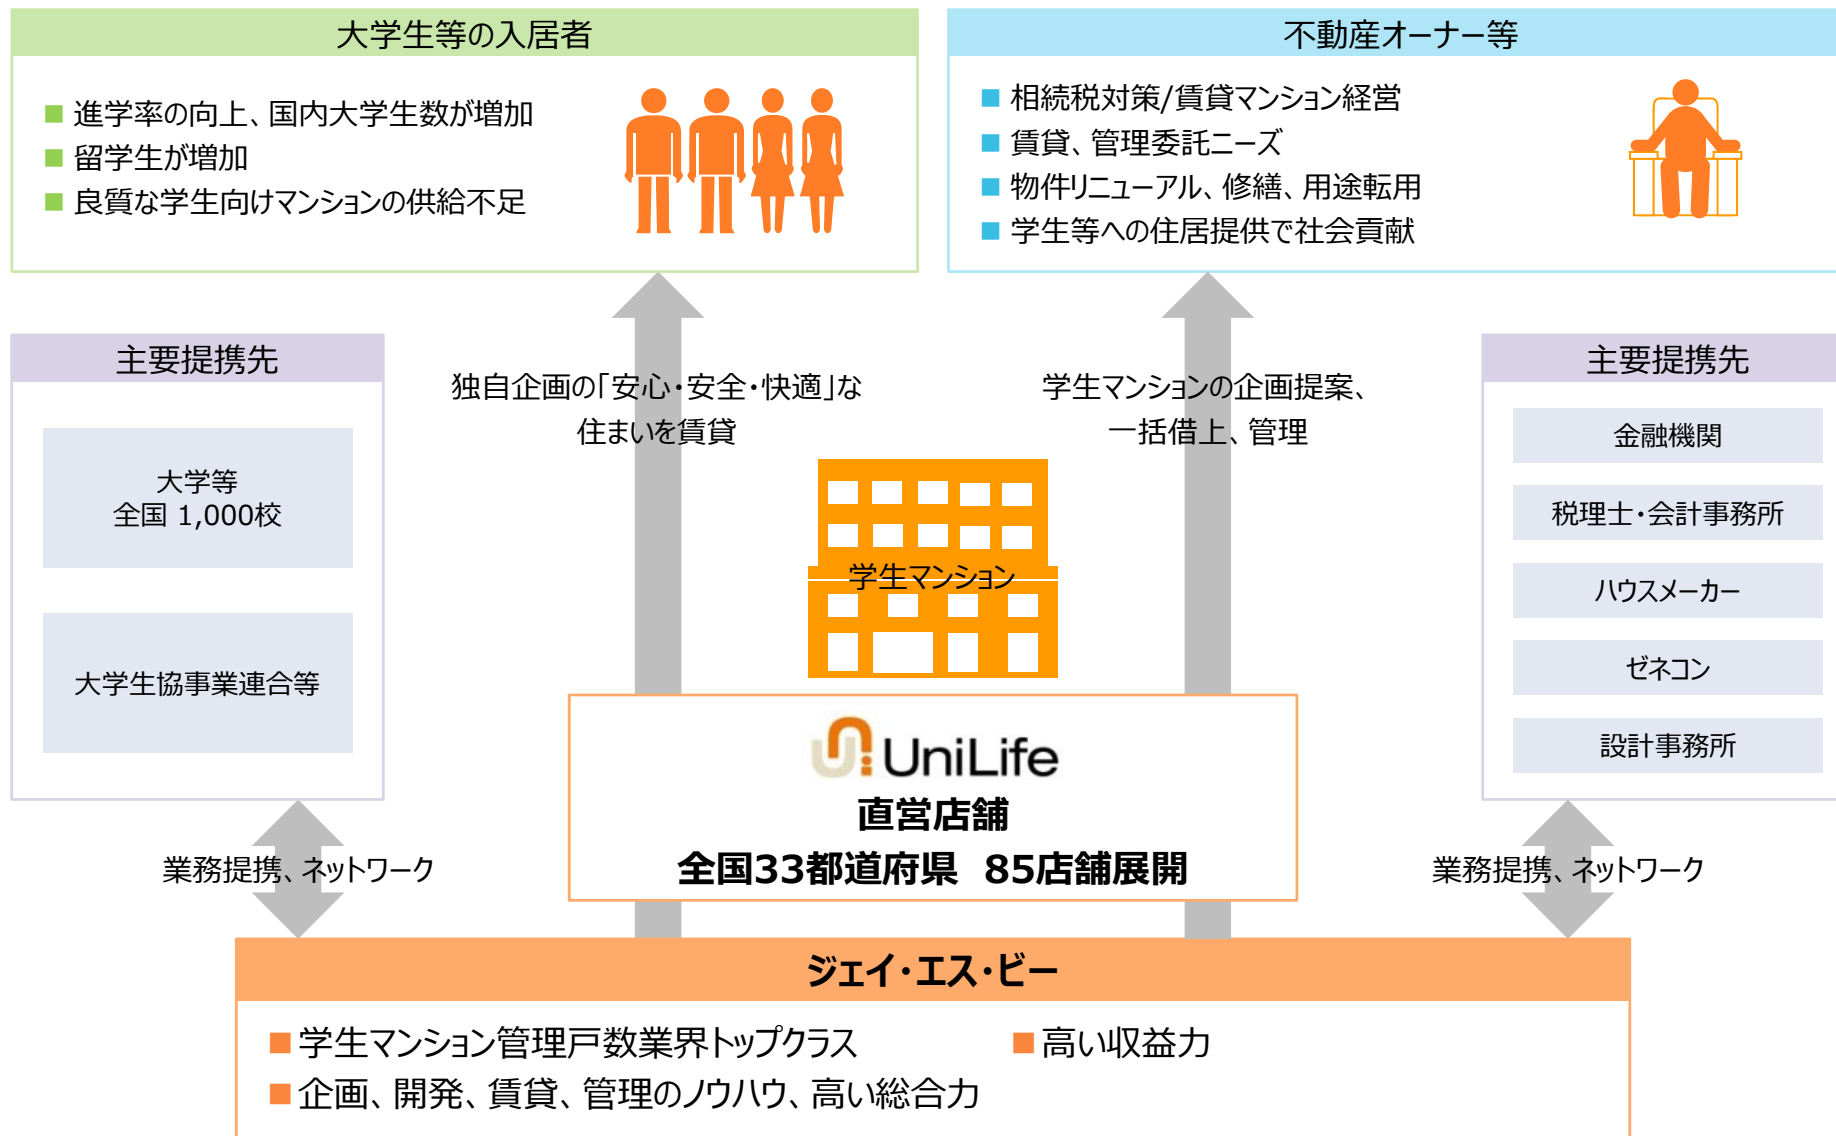 大学生等の入居者
進学率の向上、国内大学生数が増加
留学生が増加
良質な学生向けマンションの供給不足
不動産オーナー等
相続税対策/賃貸マンション経営
賃貸、管理委託ニーズ
物件リニューアル、修繕、用途転用
学生等への住居提供で社会貢献
主要提携先
大学等
全国 1,000校
大学生協事業連合等
独自企画の「安心・安全・快適」な
住まいを賃貸
学生マンションの企画提案、
一括借上、管理
学生マンション
主要提携先
金融機関
税理士・会計事務所
ハウスメーカー
ゼネコン
設計事務所
UniLife
直営店舗
全国33都道府県 85店舗展開
業務提携、ネットワーク
業務提携、ネットワーク
ジェイ・エス・ビー
学生マンション管理戸数業界トップクラス
高い収益力
企画、開発、賃貸、管理のノウハウ、高い総合力